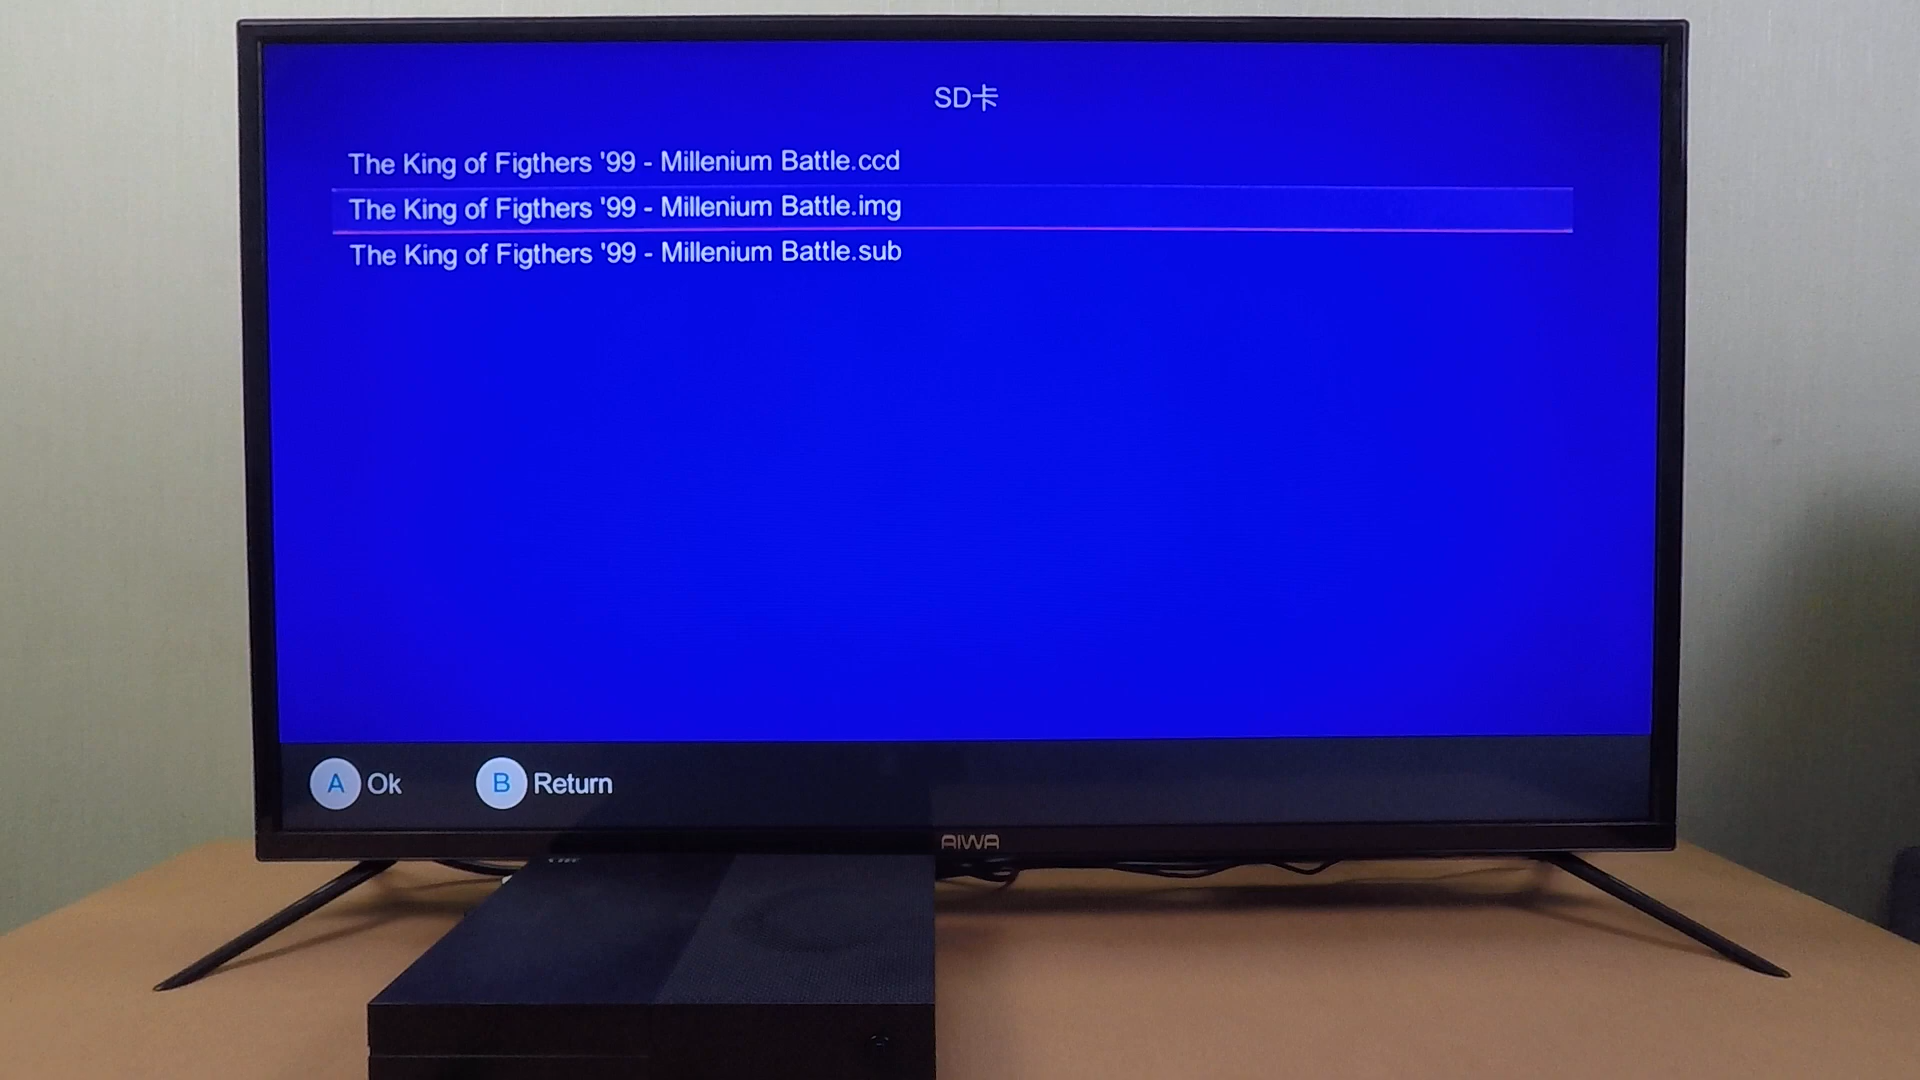 SD卡
The King of Figthers '99 - Millenium Battle.ccd
The King of Figthers '99 - Millenium Battle.img
The King of Figthers '99 - Millenium Battle.sub
A Ok B Return
AIWA